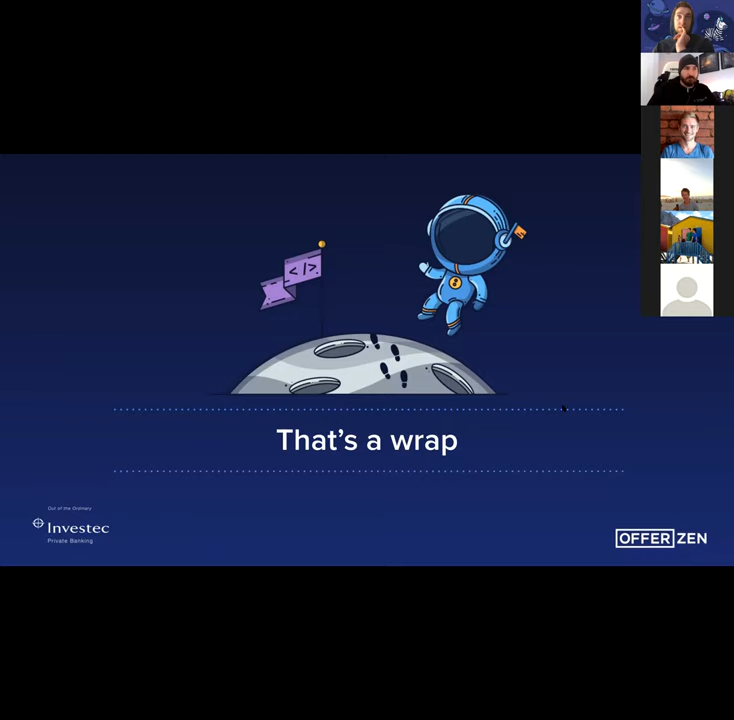 </>
That's a wrap
Out of the Ordinary
Investec
Private Banking
OFFERZEN